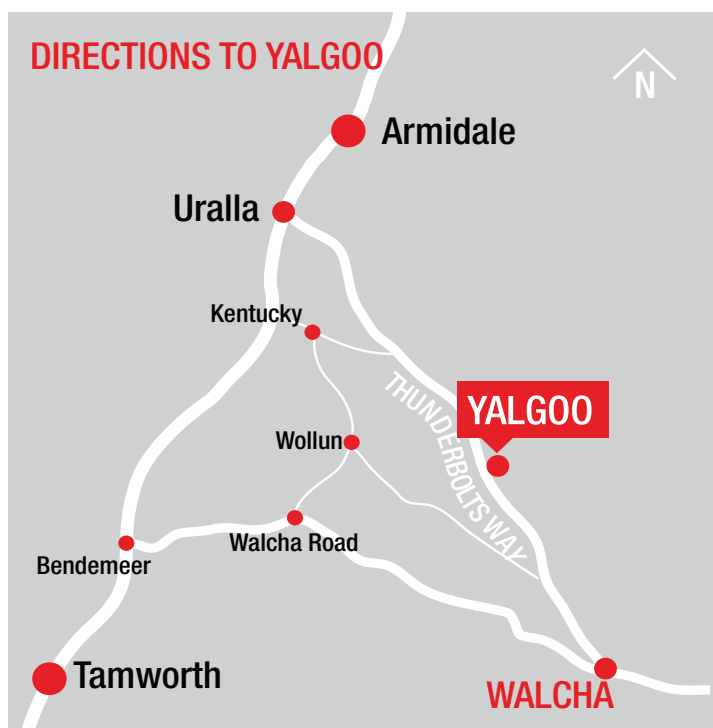 DIRECTIONS TO YALGOO
N
Armidale
Uralla
Kentucky
YALGOO
THUNDERBOLTS WAY
Wollun
Walcha Road
Bendemeer
Tamworth
WALCHA